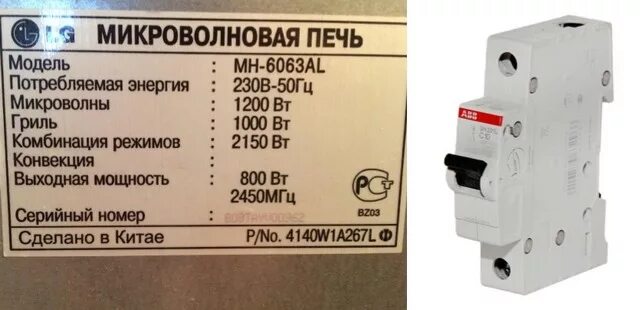 LG МИКРОВОЛНОВАЯ ПЕЧЬ
Модель : MH-6063AL
Потребляемая энергия : 230В-50Гц
Микроволны : 1200 Вт
Гриль : 1000 Вт
Комбинация режимов : 2150 Вт
Конвекция :
Выходная мощность : 800 Вт
2450МГц
Серийный номер :
BZ03
Сделано в Китае P/No. 4140W1A267L
ABB
C10